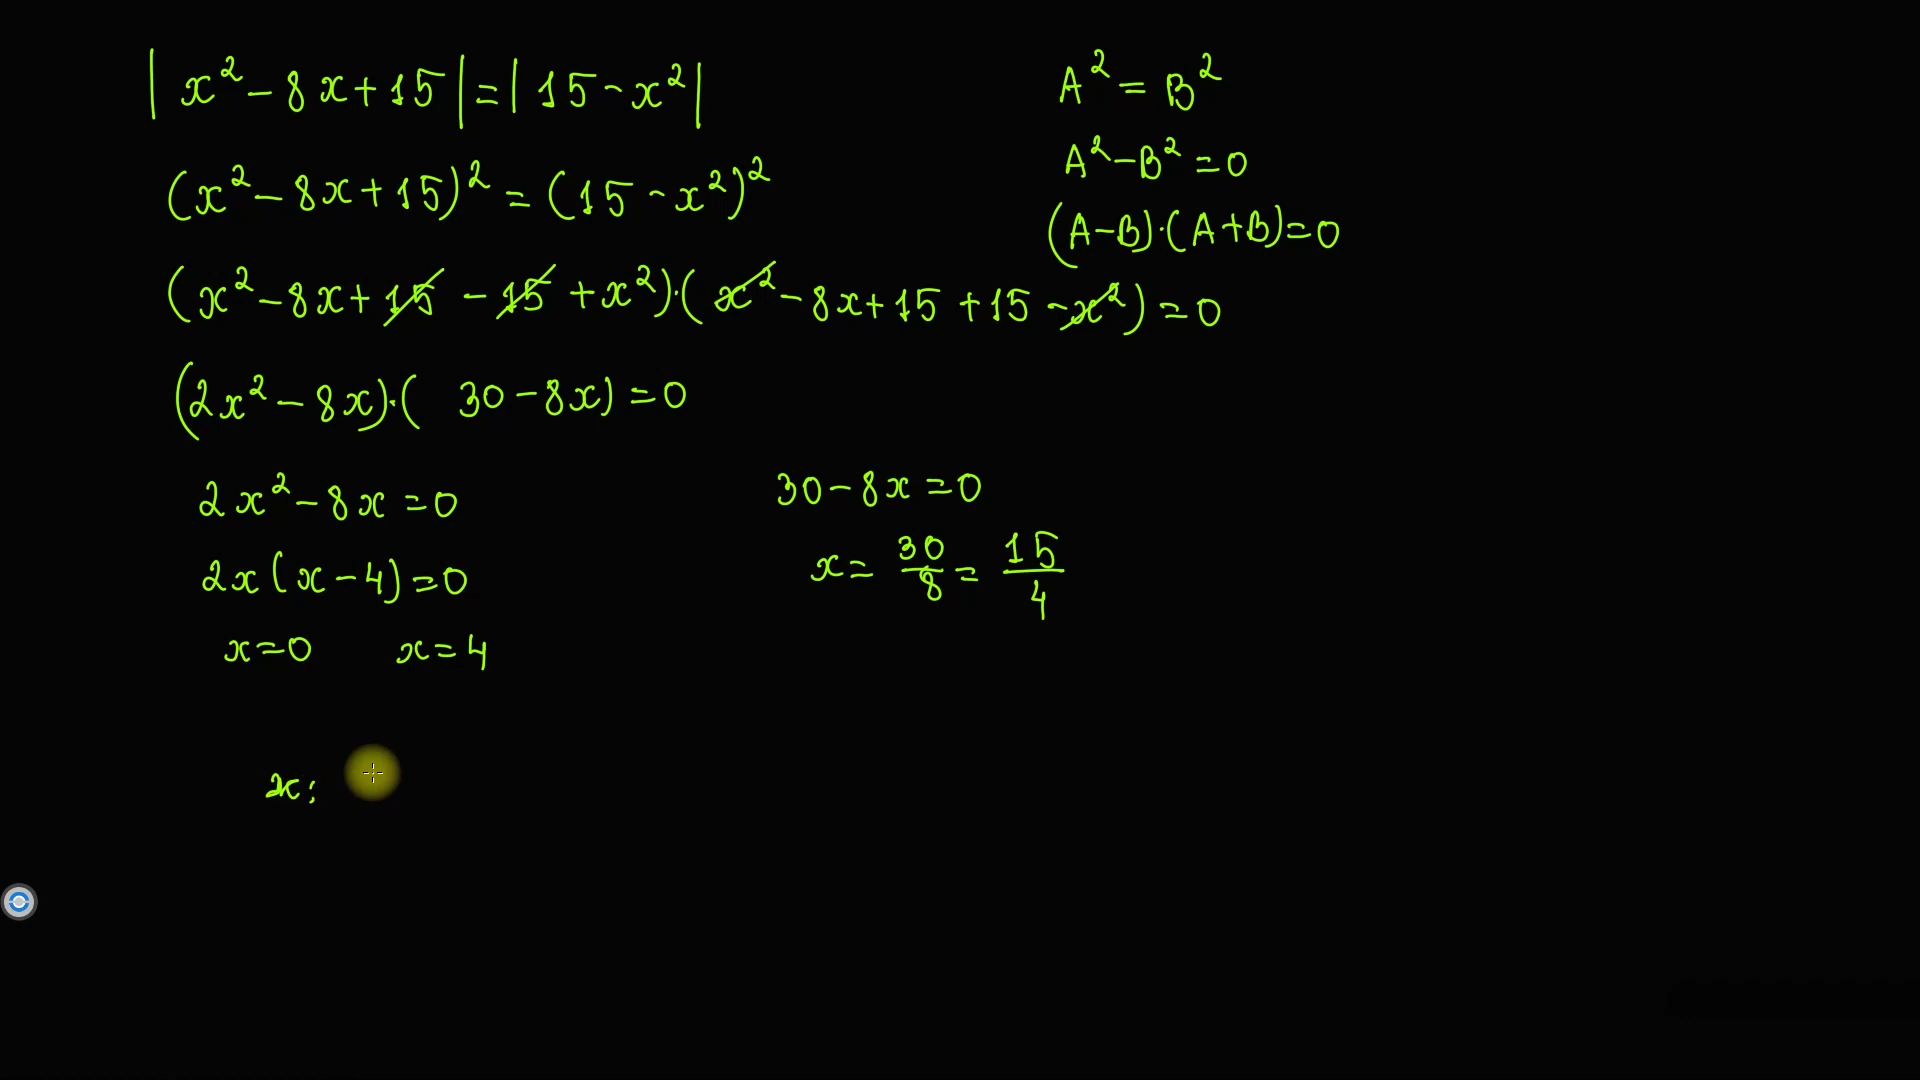 |x² - 8x + 15| = |15 - x²|
(x² - 8x + 15)² = (15 - x²)²
(x² - 8x + 15 - 15 + x²)·(x² - 8x + 15 + 15 - x²) = 0
(2x² - 8x)·( 30 - 8x) = 0
2x² - 8x = 0
2x(x - 4) = 0
x = 0 x = 4
30 - 8x = 0
x = 30/8 = 15/4
A² = B²
A² - B² = 0
(A - B)·(A + B) = 0
x: